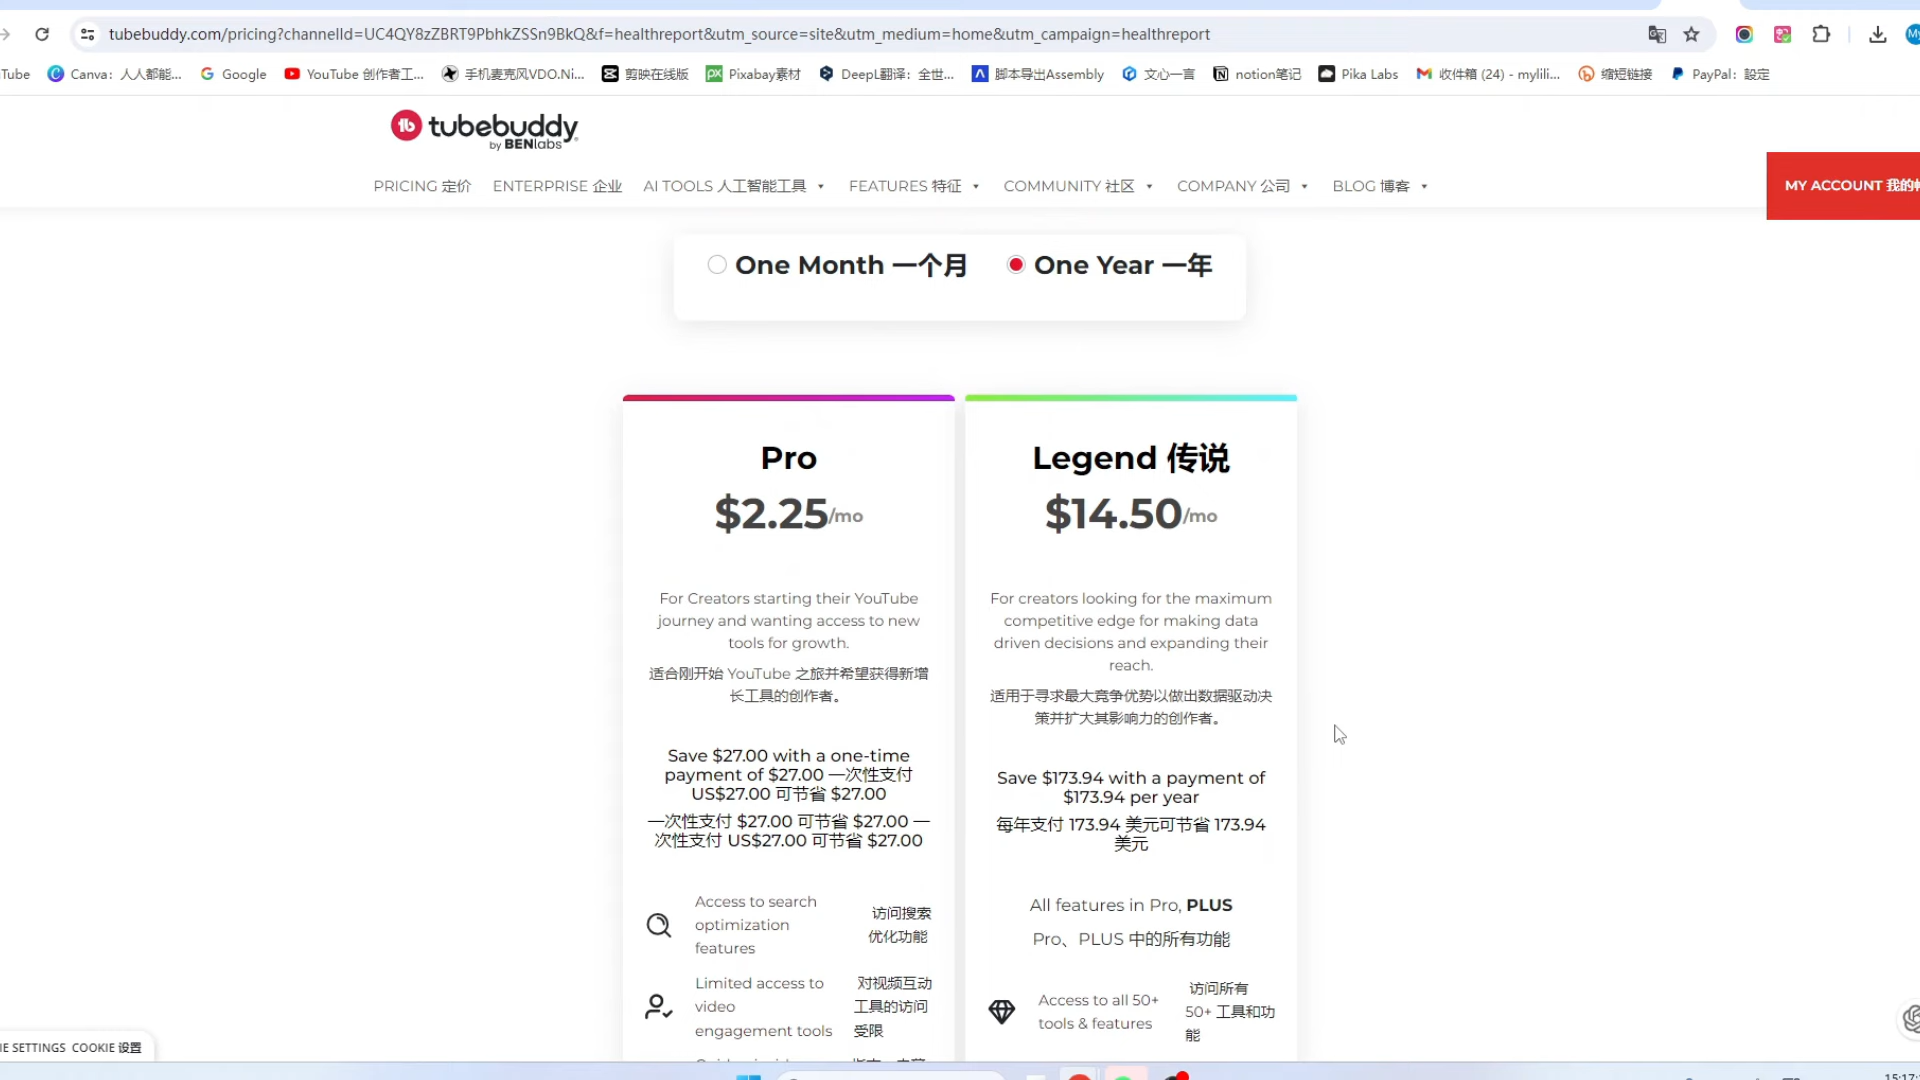 tubebuddy.com/pricing?channelId=UC4QY8zZBRT9PbhkZSSn9BkQ&f=healthreport&utm_source=site&utm_medium=home&utm_campaign=healthreport
Tube Canva：人人都能... Google YouTube 创作者工... 手机麦克风VDO.Ni... 剪映在线版 Pixabay素材 DeepL翻译：全世... 脚本导出Assembly 文心一言 notion笔记 Pika Labs 收件箱 (24) - mylili... 缩短链接 PayPal：設定
tubebuddy
by BENlabs
PRICING 定价 ENTERPRISE 企业 AI TOOLS 人工智能工具 FEATURES 特征 COMMUNITY 社区 COMPANY 公司 BLOG 博客
MY ACCOUNT 我的
One Month 一个月 One Year 一年
Pro
$2.25/mo
For Creators starting their YouTube
journey and wanting access to new
tools for growth.
适合刚开始 YouTube 之旅并希望获得新增
长工具的创作者。
Save $27.00 with a one-time
payment of $27.00 一次性支付
US$27.00 可节省 $27.00
一次性支付 $27.00 可节省 $27.00 一
次性支付 US$27.00 可节省 $27.00
Access to search
optimization
features
访问搜索
优化功能
Limited access to
video
engagement tools
对视频互动
工具的访问
受限
Legend 传说
$14.50/mo
For creators looking for the maximum
competitive edge for making data
driven decisions and expanding their
reach.
适用于寻求最大竞争优势以做出数据驱动决
策并扩大其影响力的创作者。
Save $173.94 with a payment of
$173.94 per year
每年支付 173.94 美元可节省 173.94
美元
All features in Pro, PLUS
Pro、PLUS 中的所有功能
Access to all 50+
tools & features
访问所有
50+ 工具和功
能
IE SETTINGS COOKIE 设置
15:17: